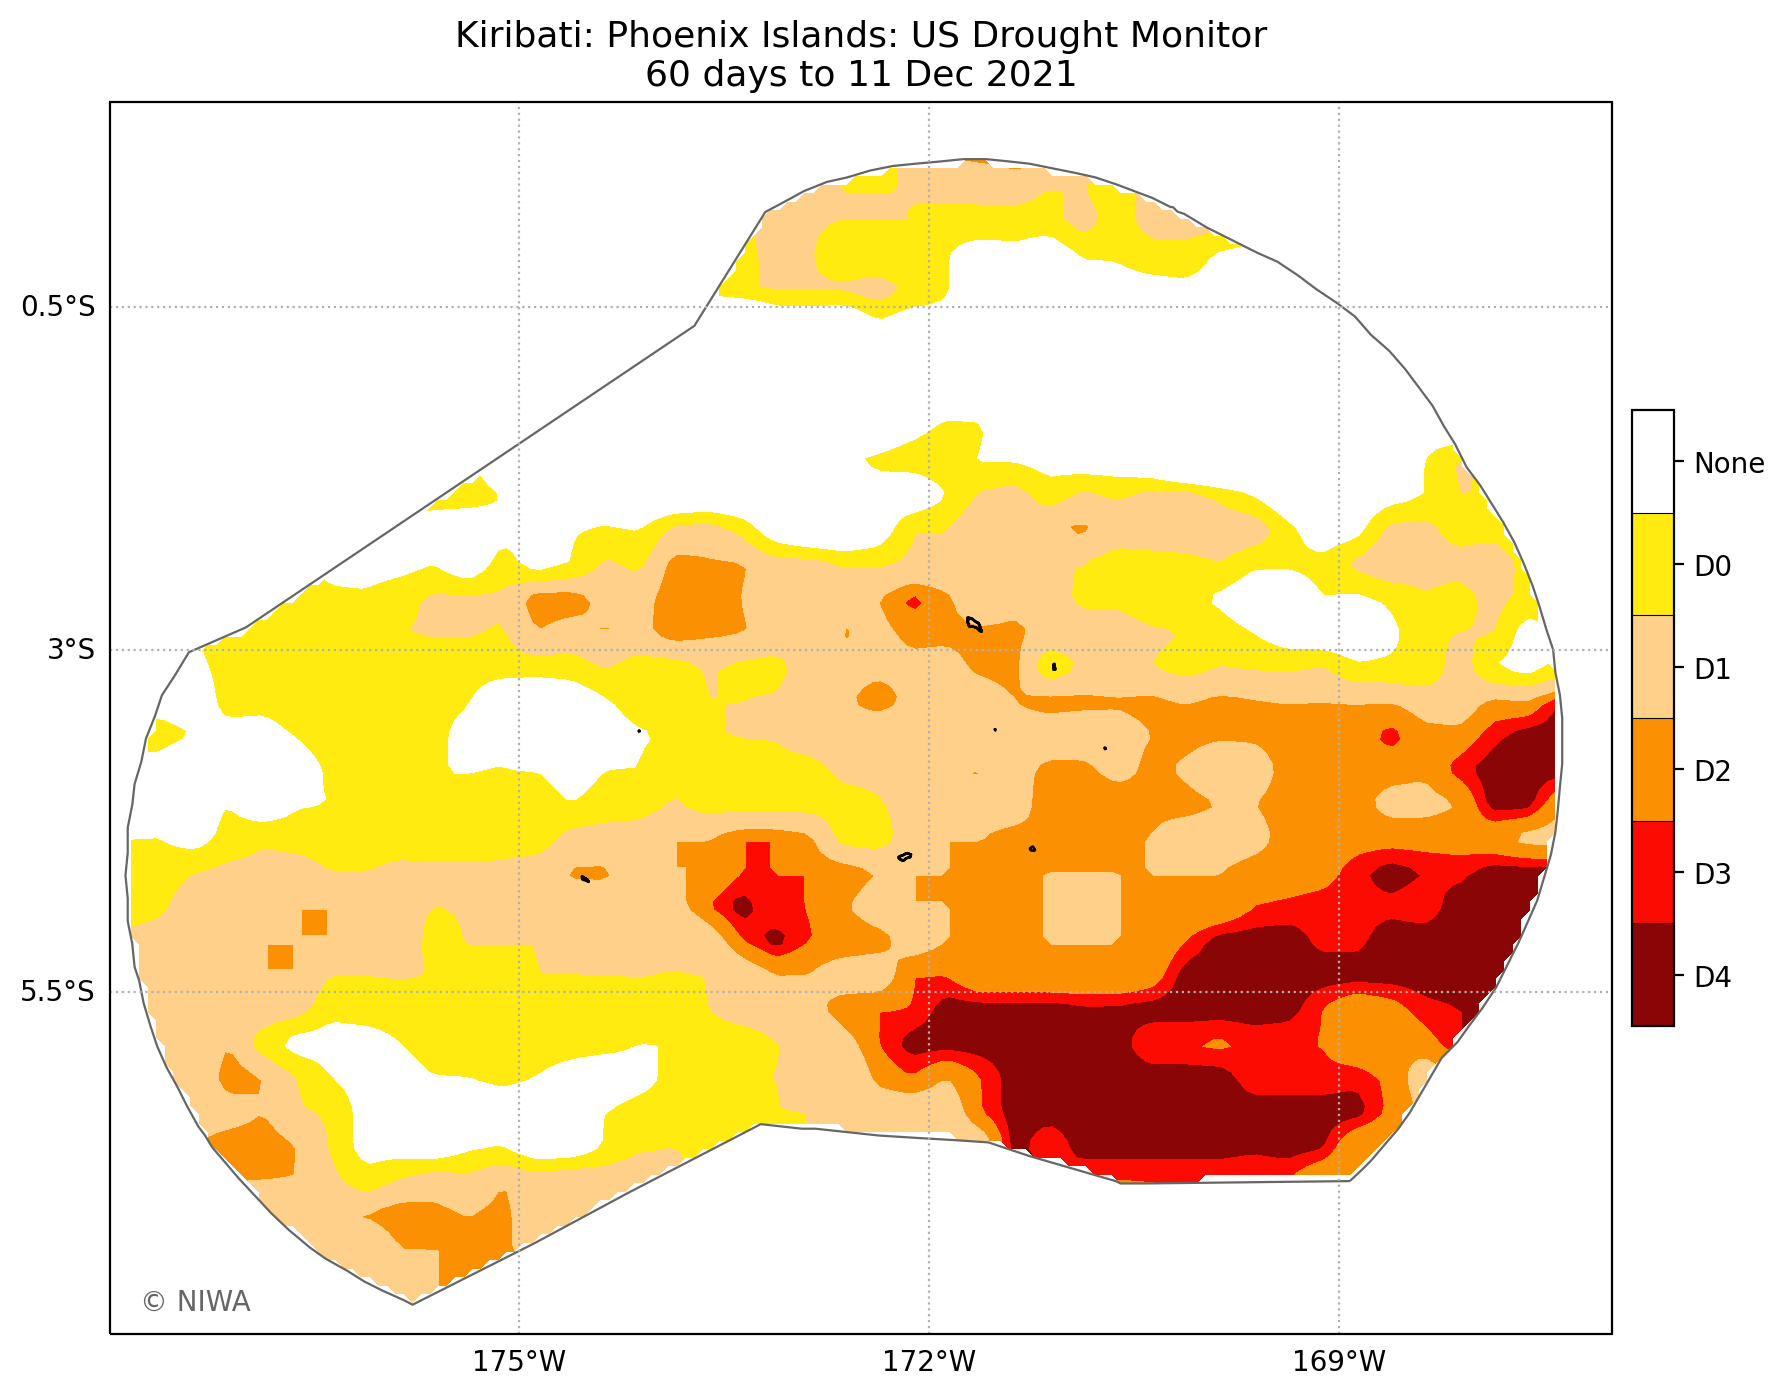 Kiribati: Phoenix Islands: US Drought Monitor
60 days to 11 Dec 2021
0.5°S
3°S
5.5°S
175°W
172°W
169°W
None
D0
D1
D2
D3
D4
© NIWA